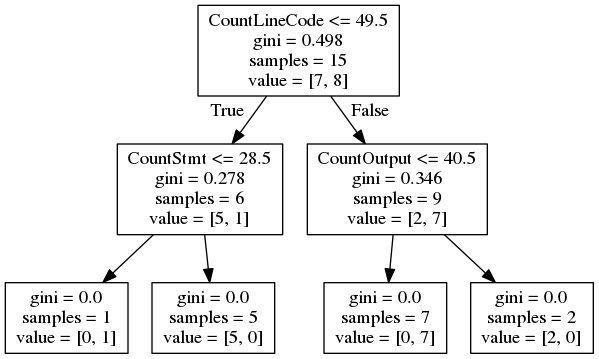 CountLineCode <= 49.5
gini = 0.498
samples = 15
value = [7, 8]
True
False
CountStmt <= 28.5
gini = 0.278
samples = 6
value = [5, 1]
CountOutput <= 40.5
gini = 0.346
samples = 9
value = [2, 7]
gini = 0.0
samples = 1
value = [0, 1]
gini = 0.0
samples = 5
value = [5, 0]
gini = 0.0
samples = 7
value = [0, 7]
gini = 0.0
samples = 2
value = [2, 0]